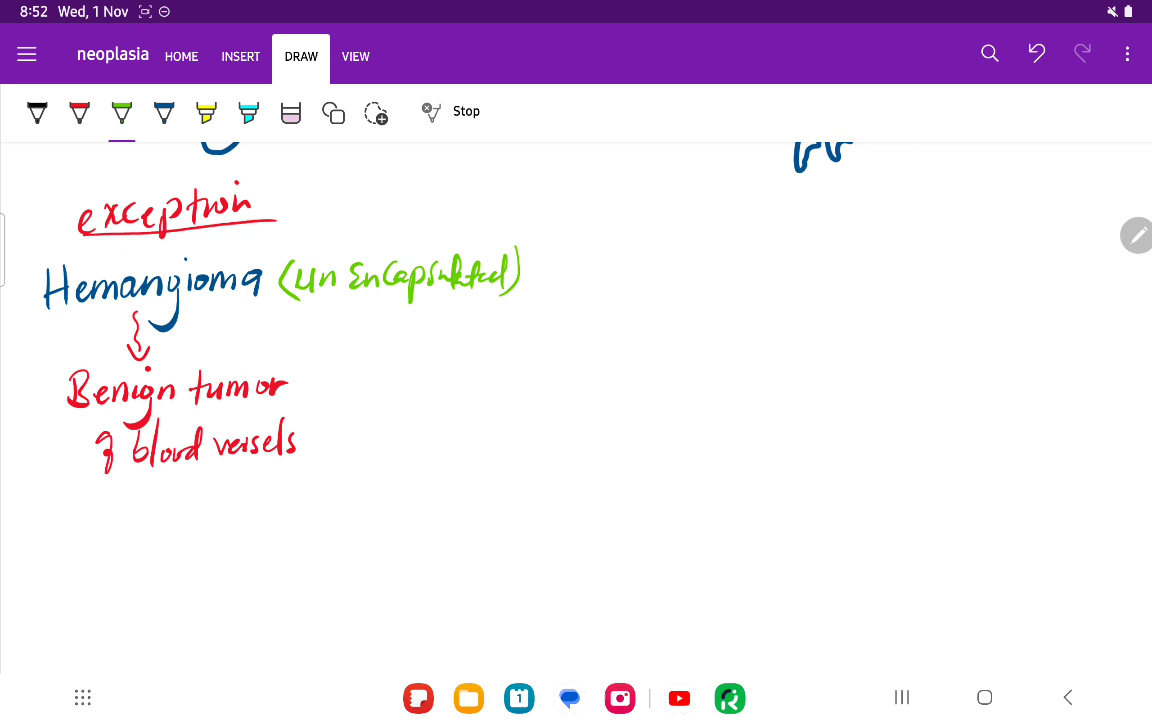 8:52 Wed, 1 Nov
neoplasia HOME INSERT DRAW VIEW
Stop
exception
Hemangioma (un Encapsulated)
Benign tumor
of blood vessels
1